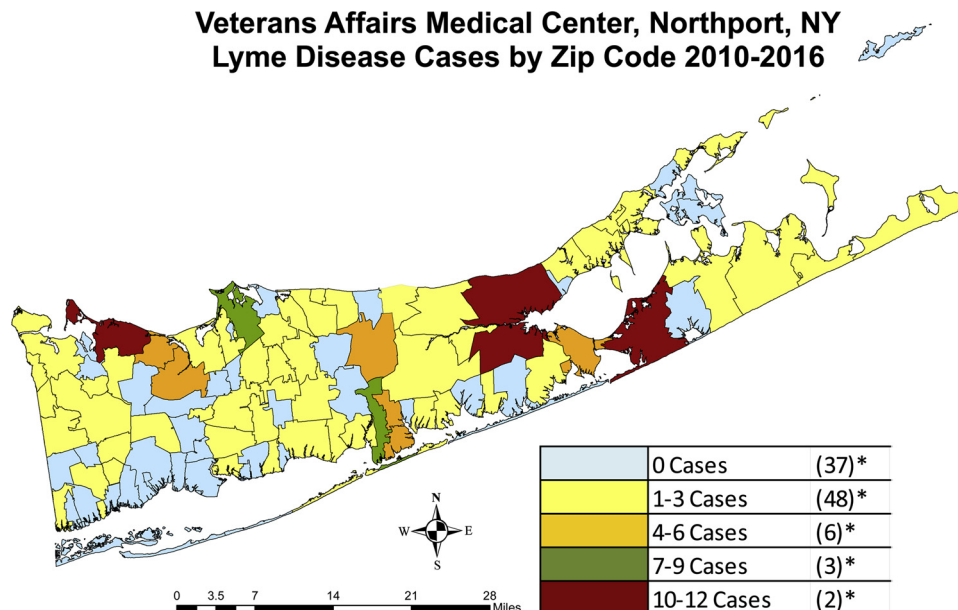 Veterans Affairs Medical Center, Northport, NY
Lyme Disease Cases by Zip Code 2010-2016
N
W E
S
0 3.5 7 14 21 28
Miles
0 Cases (37)*
1-3 Cases (48)*
4-6 Cases (6)*
7-9 Cases (3)*
10-12 Cases (2)*